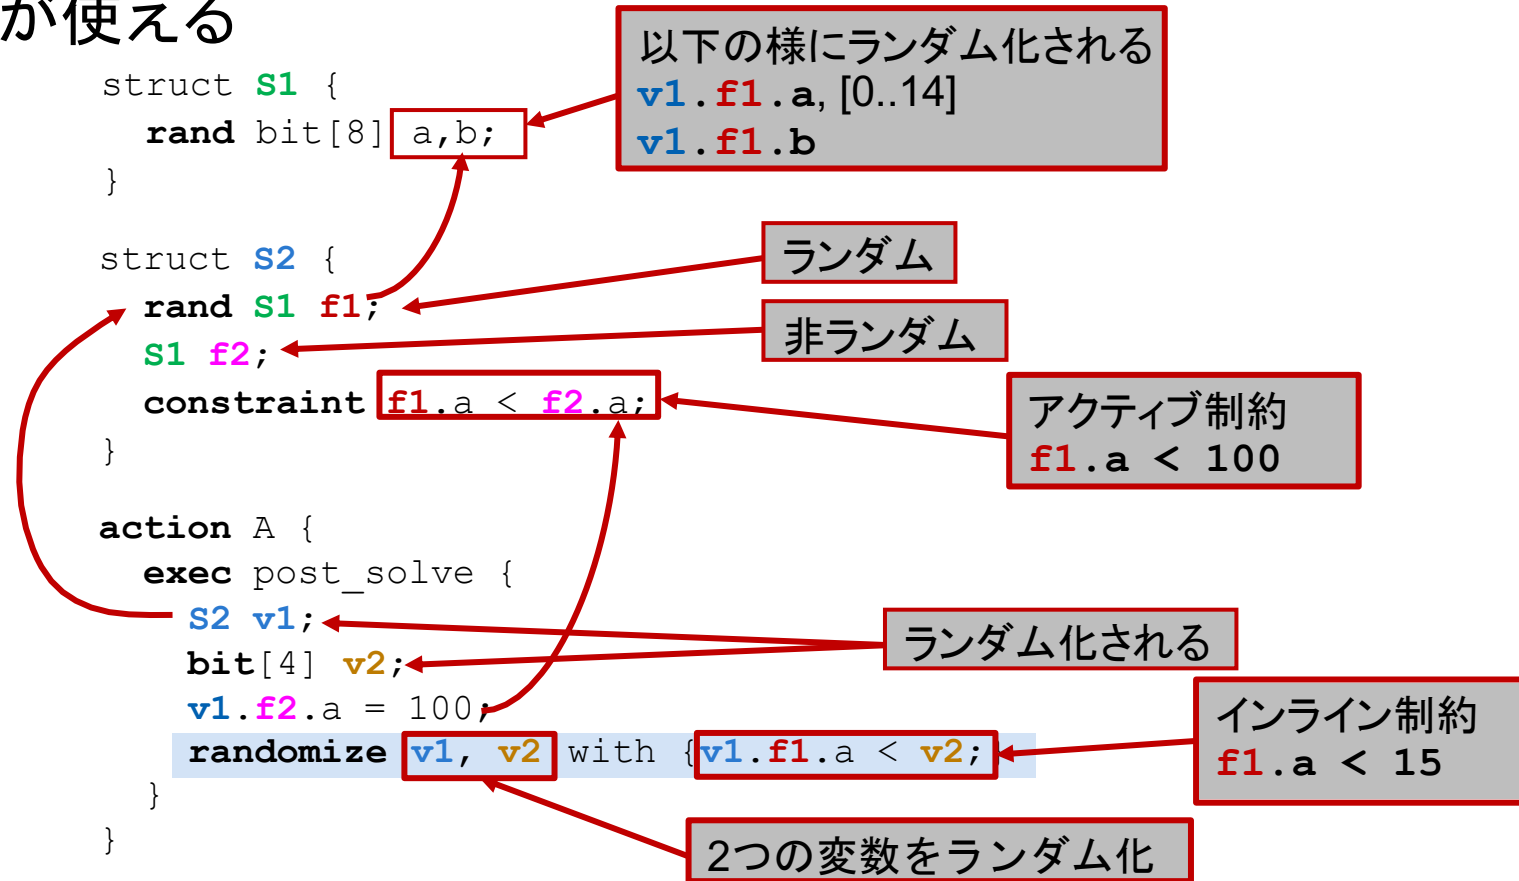 が使える
struct S1 {
rand bit[8] a,b;
}
struct S2 {
rand S1 f1;
S1 f2;
constraint f1.a < f2.a;
}
action A {
exec post_solve {
S2 v1;
bit[4] v2;
v1.f2.a = 100;
randomize v1, v2 with {v1.f1.a < v2;
}
}
以下の様にランダム化される
v1.f1.a, [0..14]
v1.f1.b
ランダム
非ランダム
アクティブ制約
f1.a < 100
ランダム化される
インライン制約
f1.a < 15
2つの変数をランダム化